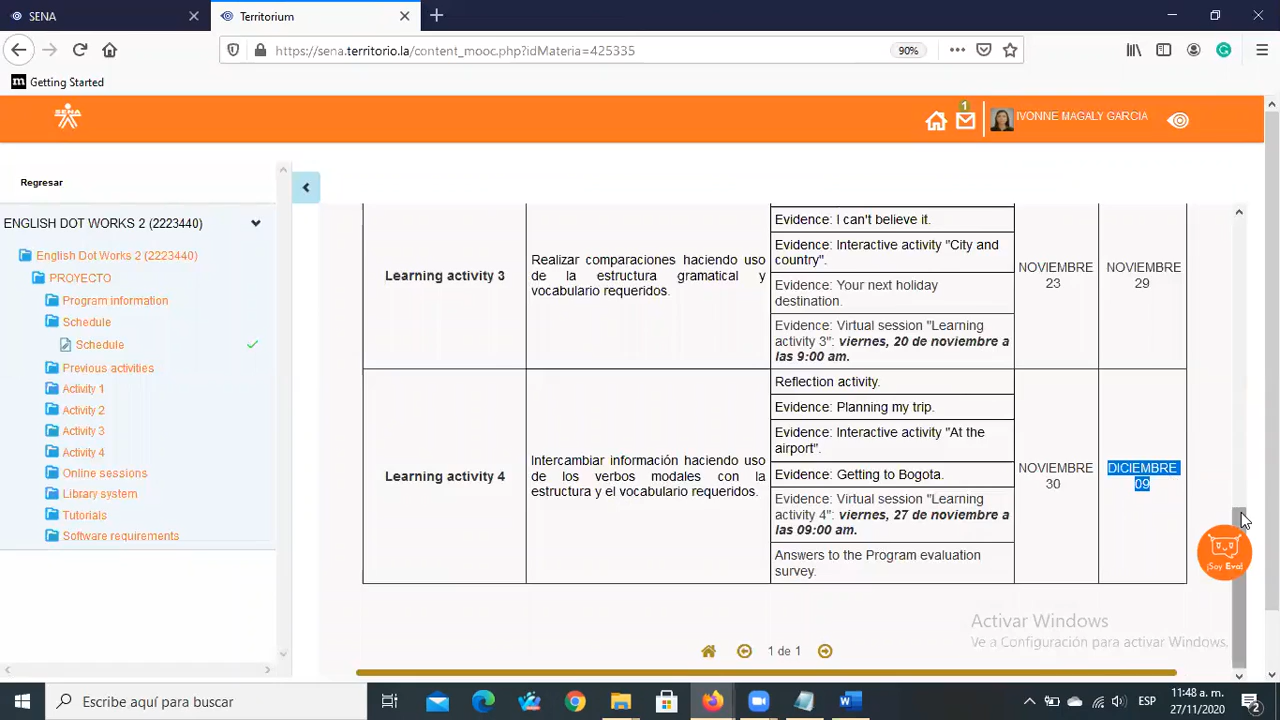 SENA
Territorium
https://sena.territorio.la/content_mooc.php?idMateria=425335
90%
Getting Started
SENA
1
IVONNE MAGALY GARCIA
Regresar
ENGLISH DOT WORKS 2 (2223440)
English Dot Works 2 (2223440)
PROYECTO
Program information
Schedule
Schedule
Previous activities
Activity 1
Activity 2
Activity 3
Activity 4
Online sessions
Library system
Tutorials
Software requirements
Learning activity 3
Realizar comparaciones haciendo uso
de la estructura gramatical y
vocabulario requeridos.
Evidence: I can't believe it.
Evidence: Interactive activity "City and
country".
Evidence: Your next holiday
destination.
Evidence: Virtual session "Learning
activity 3": viernes, 20 de noviembre a
las 9:00 am.
NOVIEMBRE
23
NOVIEMBRE
29
Learning activity 4
Intercambiar información haciendo uso
de los verbos modales con la
estructura y el vocabulario requeridos.
Reflection activity.
Evidence: Planning my trip.
Evidence: Interactive activity "At the
airport".
Evidence: Getting to Bogota.
Evidence: Virtual session "Learning
activity 4": viernes, 27 de noviembre a
las 09:00 am.
Answers to the Program evaluation
survey.
NOVIEMBRE
30
DICIEMBRE
09
¡Soy Eva!
Activar Windows
Ve a Configuración para activar Windows.
1 de 1
Escribe aquí para buscar
ESP
11:48 a. m.
27/11/2020
2